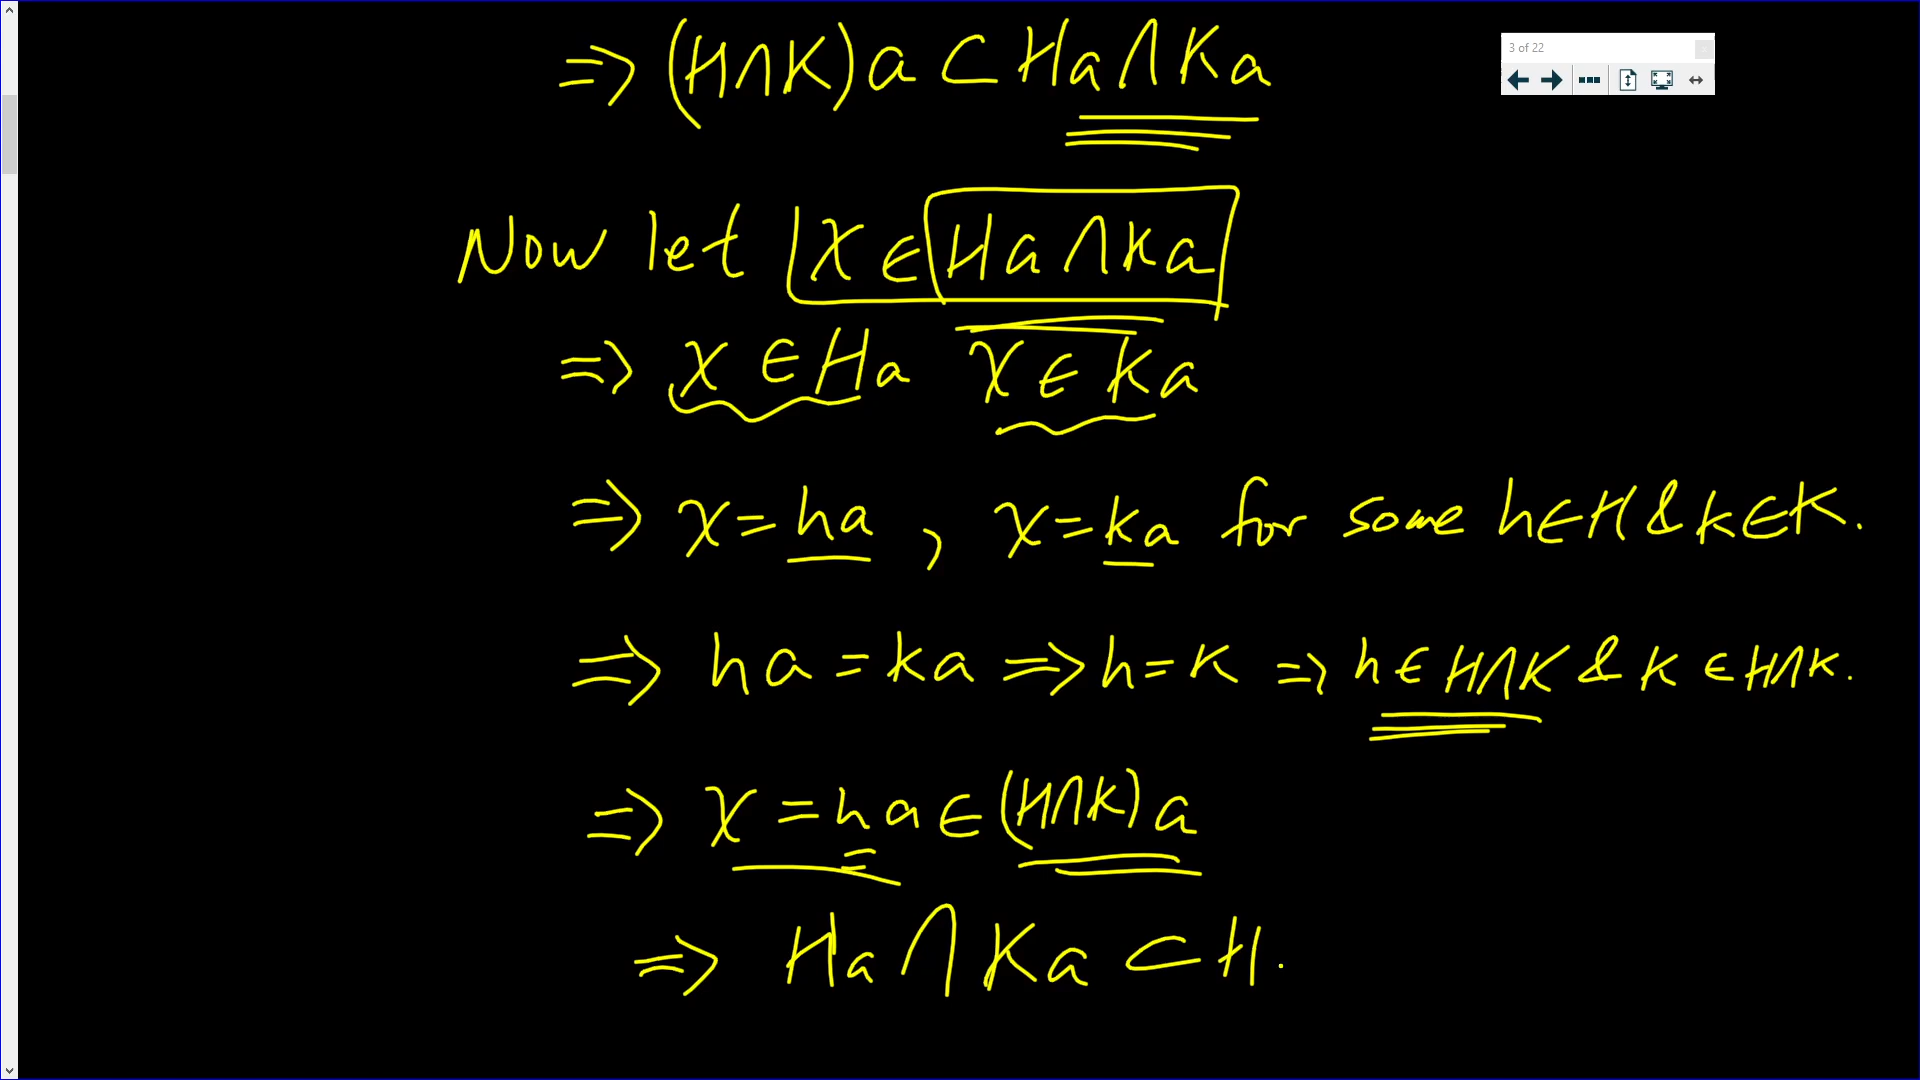 3 of 22
⇒ (H∩K)a ⊂ Ha∩Ka
Now let x ∈ Ha∩Ka
⇒ x ∈ Ha x ∈ Ka
⇒ x = ha , x = ka for some h∈H & k∈K.
⇒ ha = ka ⇒ h = k ⇒ h ∈ H∩K & k ∈ H∩K.
⇒ x = ha ∈ (H∩K)a
⇒ Ha ∩ Ka ⊂ H.